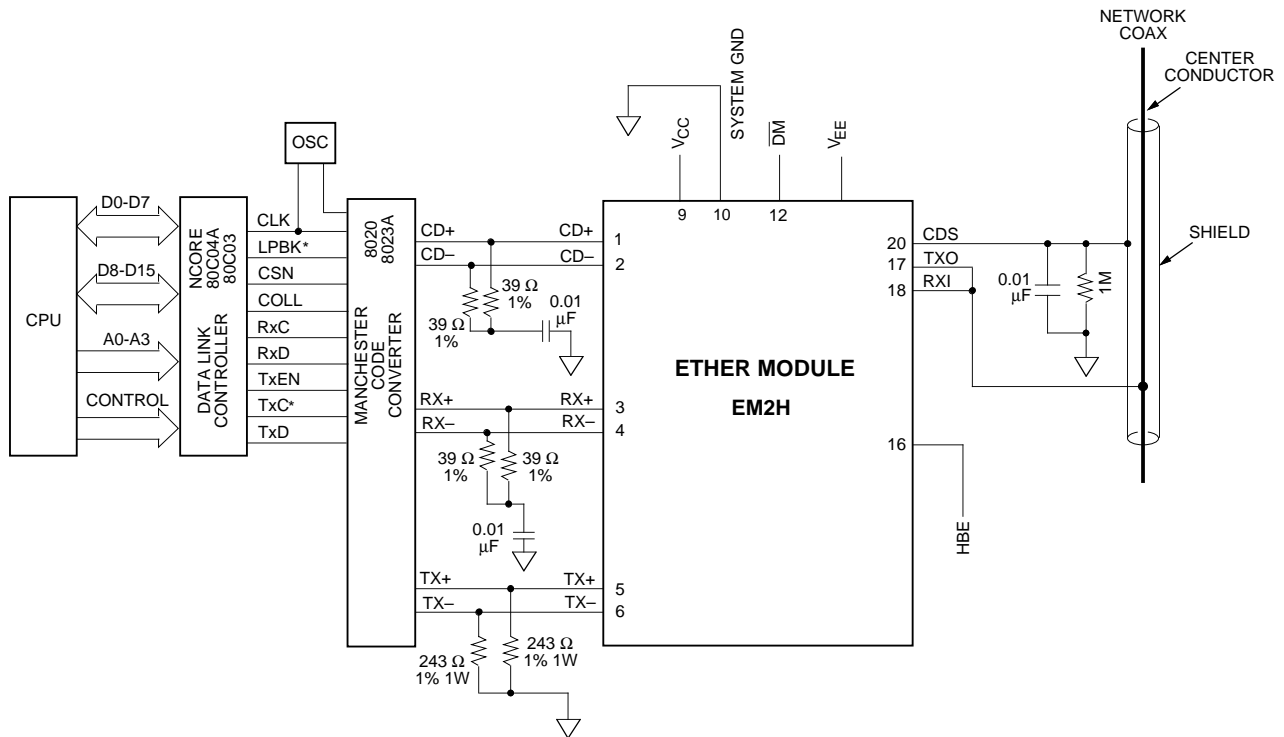 NETWORK
COAX
CENTER
CONDUCTOR
SHIELD
SYSTEM GND
VCC
DM
VEE
9
10
12
OSC
CPU
D0-D7
D8-D15
A0-A3
CONTROL
NCORE
80C04A
80C03
DATA LINK
CONTROLLER
CLK
LPBK*
CSN
COLL
RxC
RxD
TxEN
TxC*
TxD
8020
8023A
MANCHESTER
CODE
CONVERTER
CD+
CD–
CD+
CD–
1
2
39 Ω
1%
39 Ω
1%
0.01
μF
RX+
RX–
RX+
RX–
3
4
39 Ω
1%
39 Ω
1%
0.01
μF
TX+
TX–
TX+
TX–
5
6
243 Ω
1% 1W
243 Ω
1% 1W
ETHER MODULE
EM2H
20
CDS
17
TXO
18
RXI
0.01
μF
1M
16
HBE